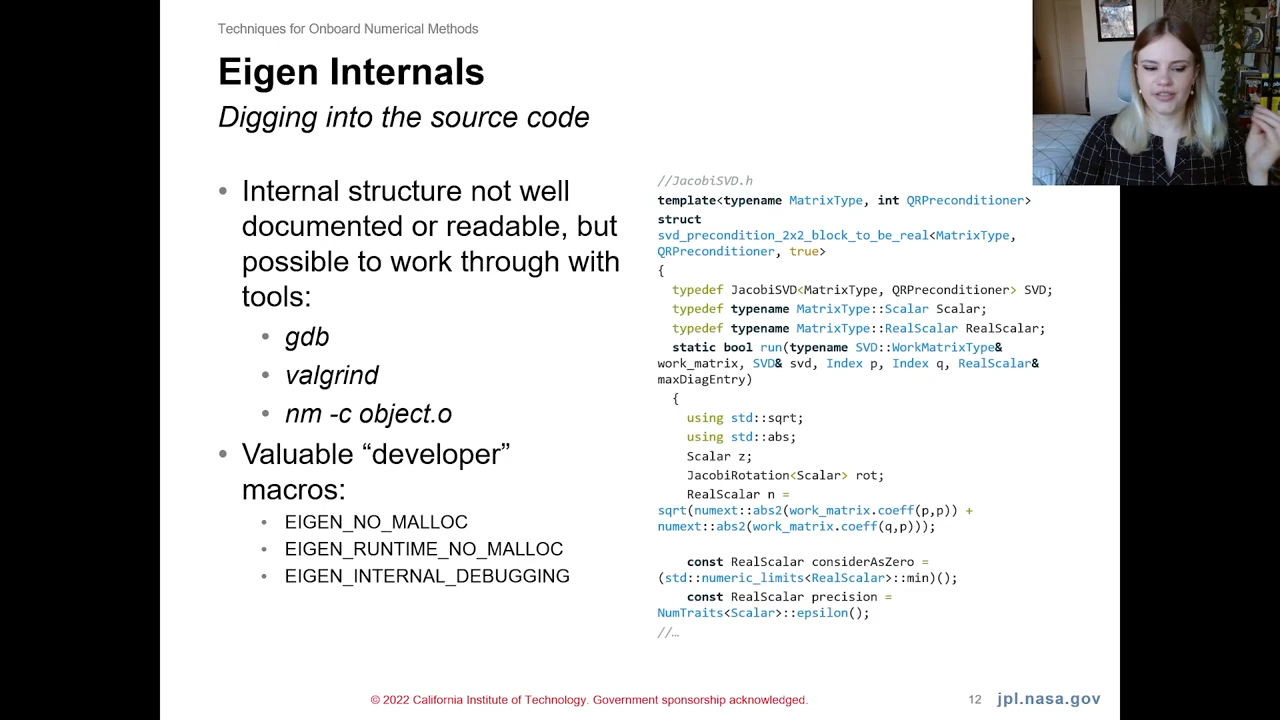 Techniques for Onboard Numerical Methods
Eigen Internals
Digging into the source code
• Internal structure not well
documented or readable, but
possible to work through with
tools:
• gdb
• valgrind
• nm -c object.o
• Valuable “developer”
macros:
• EIGEN_NO_MALLOC
• EIGEN_RUNTIME_NO_MALLOC
• EIGEN_INTERNAL_DEBUGGING
//JacobiSVD.h
template<typename MatrixType, int QRPreconditioner>
struct
svd_precondition_2x2_block_to_be_real<MatrixType,
QRPreconditioner, true>
{
typedef JacobiSVD<MatrixType, QRPreconditioner> SVD;
typedef typename MatrixType::Scalar Scalar;
typedef typename MatrixType::RealScalar RealScalar;
static bool run(typename SVD::WorkMatrixType&
work_matrix, SVD& svd, Index p, Index q, RealScalar&
maxDiagEntry)
{
using std::sqrt;
using std::abs;
Scalar z;
JacobiRotation<Scalar> rot;
RealScalar n =
sqrt(numext::abs2(work_matrix.coeff(p,p)) +
numext::abs2(work_matrix.coeff(q,p)));
const RealScalar considerAsZero =
(std::numeric_limits<RealScalar>::min)();
const RealScalar precision =
NumTraits<Scalar>::epsilon();
//…
© 2022 California Institute of Technology. Government sponsorship acknowledged.
12
jpl.nasa.gov